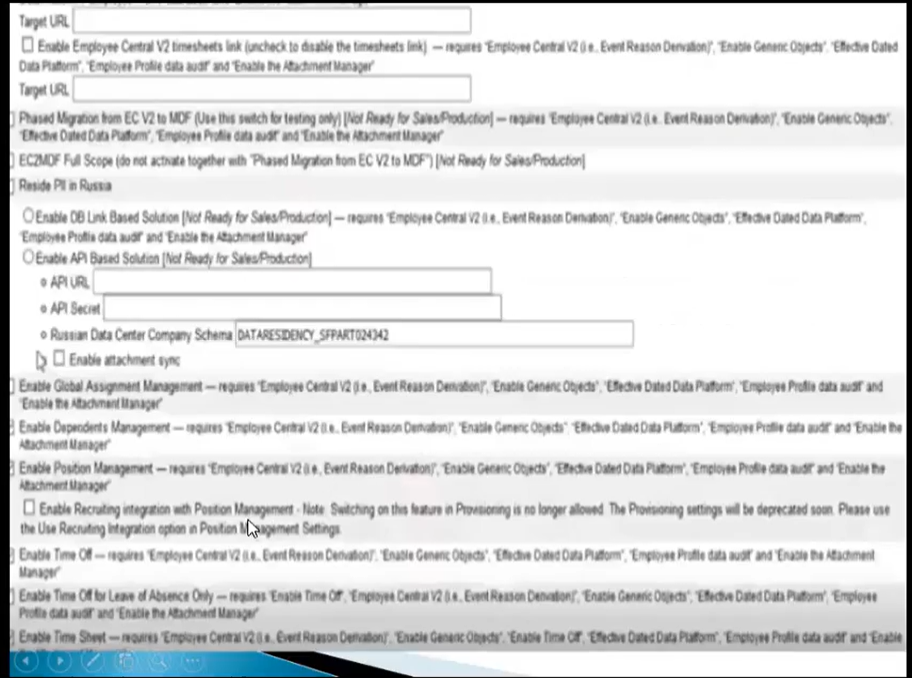 Target URL
Enable Employee Central V2 timesheets link (uncheck to disable the timesheets link) — requires 'Employee Central V2 (i.e., Event Reason Derivation)', 'Enable Generic Objects', 'Effective Dated
Data Platform', 'Employee Profile data audit' and 'Enable the Attachment Manager'
Target URL
Phased Migration from EC V2 to MDF (Use this switch for testing only) [Not Ready for Sales/Production] — requires 'Employee Central V2 (i.e., Event Reason Derivation)', 'Enable Generic Objects',
'Effective Dated Data Platform', 'Employee Profile data audit' and 'Enable the Attachment Manager'
EC2MDF Full Scope (do not activate together with "Phased Migration from EC V2 to MDF") [Not Ready for Sales/Production]
Reside PII in Russia
Enable DB Link Based Solution [Not Ready for Sales/Production] — requires 'Employee Central V2 (i.e., Event Reason Derivation)', 'Enable Generic Objects', 'Effective Dated Data Platform',
'Employee Profile data audit' and 'Enable the Attachment Manager'
Enable API Based Solution [Not Ready for Sales/Production]
API URL
API Secret
Russian Data Center Company Schema DATARESIDENCY_SFPART024342
Enable attachment sync
Enable Global Assignment Management — requires 'Employee Central V2 (i.e., Event Reason Derivation)', 'Enable Generic Objects', 'Effective Dated Data Platform', 'Employee Profile data audit' and
'Enable the Attachment Manager'
Enable Dependents Management — requires 'Employee Central V2 (i.e., Event Reason Derivation)', 'Enable Generic Objects', 'Effective Dated Data Platform', 'Employee Profile data audit' and 'Enable the
Attachment Manager'
Enable Position Management — requires 'Employee Central V2 (i.e., Event Reason Derivation)', 'Enable Generic Objects', 'Effective Dated Data Platform', 'Employee Profile data audit' and 'Enable the
Attachment Manager'
Enable Recruiting integration with Position Management - Note: Switching on this feature in Provisioning is no longer allowed. The Provisioning settings will be deprecated soon. Please use
the Use Recruiting Integration option in Position Management Settings.
Enable Time Off — requires 'Employee Central V2 (i.e., Event Reason Derivation)', 'Enable Generic Objects', 'Effective Dated Data Platform', 'Employee Profile data audit' and 'Enable the Attachment
Manager'
Enable Time Off for Leave of Absence Only — requires 'Enable Time Off', 'Employee Central V2 (i.e., Event Reason Derivation)', 'Enable Generic Objects', 'Effective Dated Data Platform', 'Employee
Profile data audit' and 'Enable the Attachment Manager'
Enable Time Sheet — requires 'Employee Central V2 (i.e., Event Reason Derivation)', 'Enable Generic Objects', 'Enable Time Off', 'Effective Dated Data Platform', 'Employee Profile data audit' and 'Enable